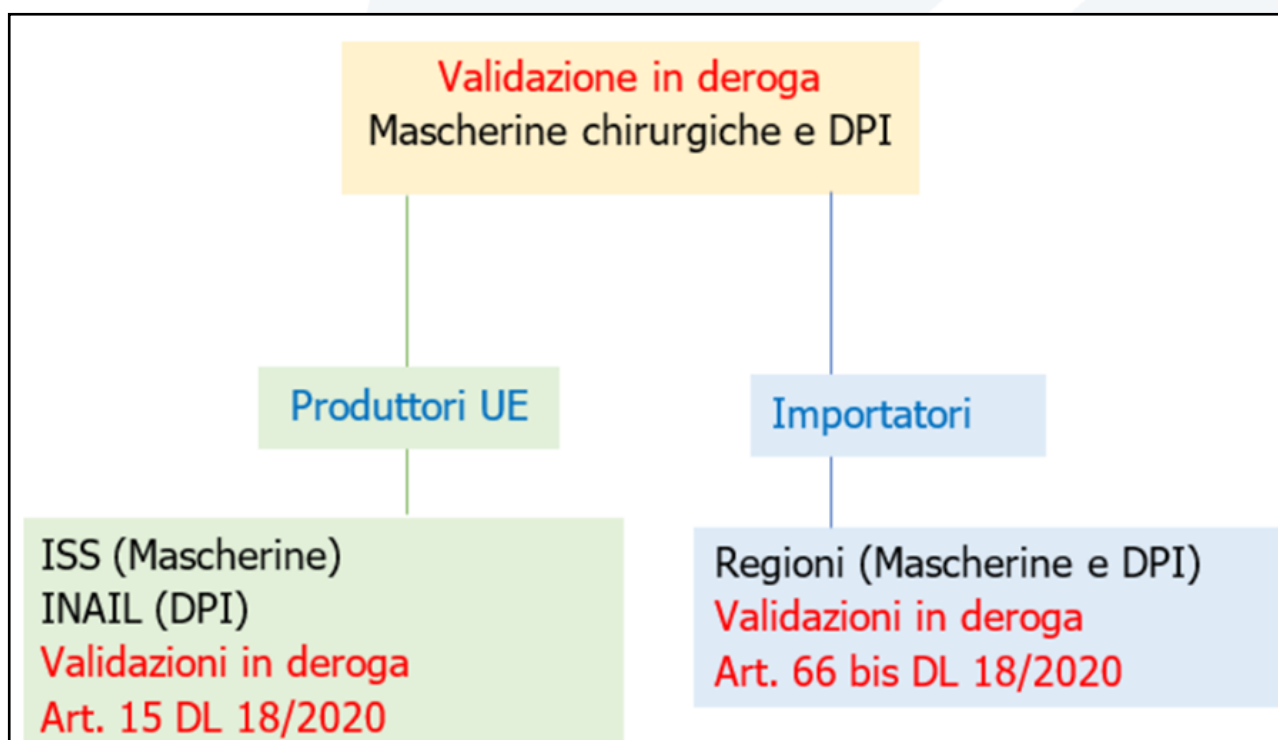 Validazione in deroga
Mascherine chirurgiche e DPI
Produttori UE
Importatori
ISS (Mascherine)
INAIL (DPI)
Validazioni in deroga
Art. 15 DL 18/2020
Regioni (Mascherine e DPI)
Validazioni in deroga
Art. 66 bis DL 18/2020